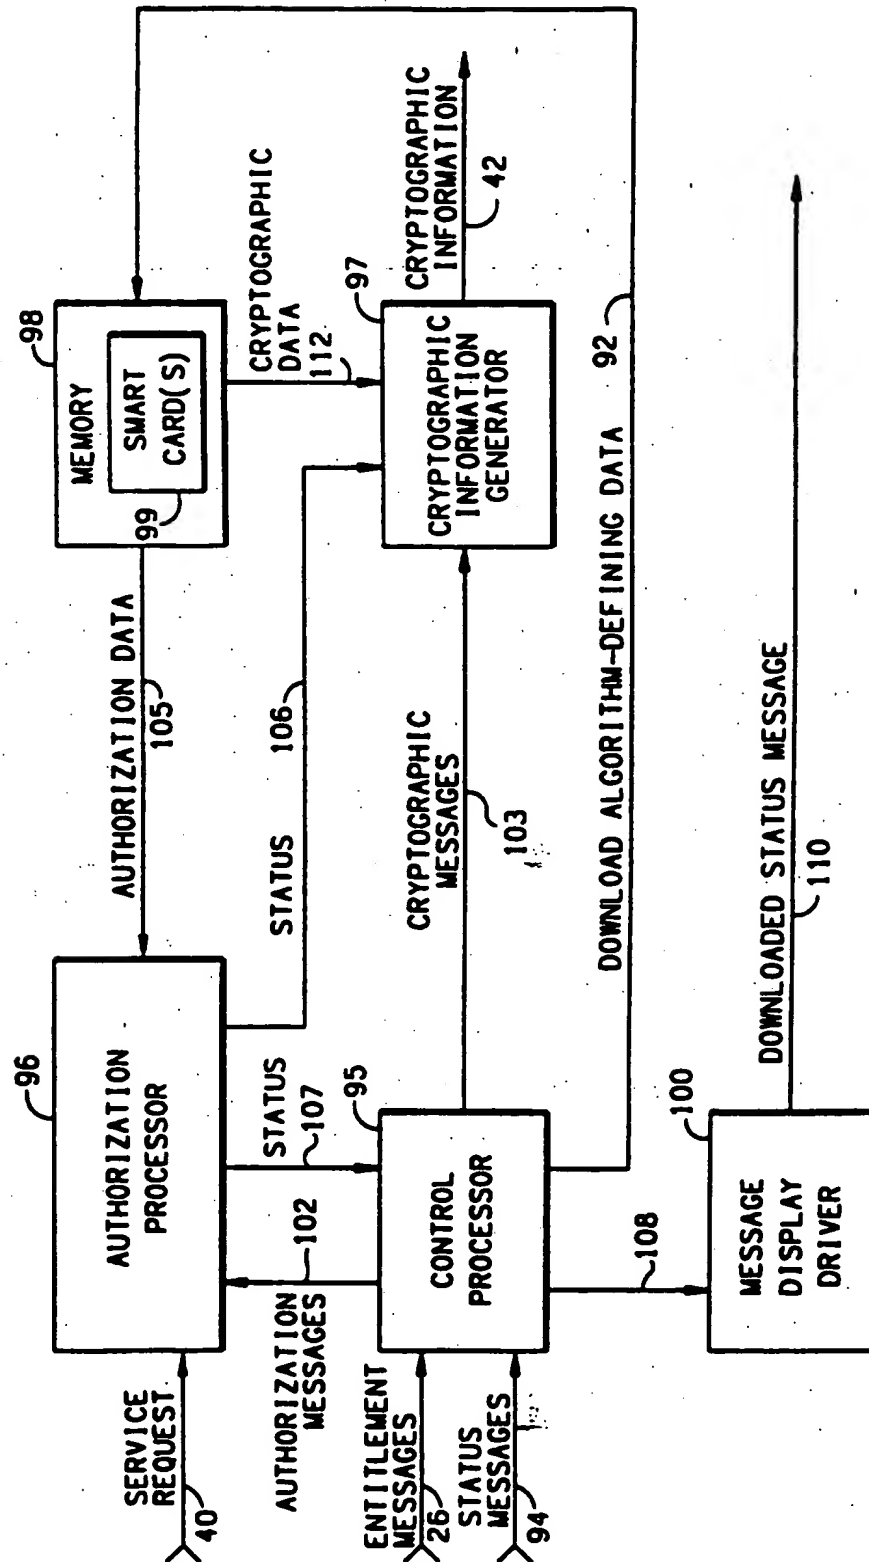 SERVICE
REQUEST
40
96
AUTHORIZATION
PROCESSOR
AUTHORIZATION DATA
105
98
MEMORY
SMART
CARD(S)
99
AUTHORIZATION
MESSAGES
102
STATUS
107
STATUS
106
CRYPTOGRAPHIC
DATA
112
ENTITLEMENT
MESSAGES
26
STATUS
MESSAGES
94
95
CONTROL
PROCESSOR
CRYPTOGRAPHIC
MESSAGES
103
97
CRYPTOGRAPHIC
INFORMATION
GENERATOR
CRYPTOGRAPHIC
INFORMATION
42
DOWNLOAD ALGORITHM-DEFINING DATA
92
108
100
MESSAGE
DISPLAY
DRIVER
DOWNLOADED STATUS MESSAGE
110